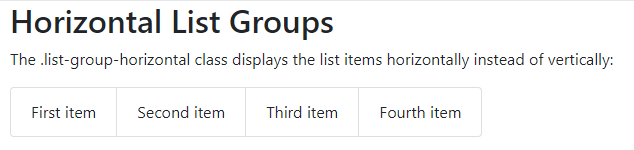 Horizontal List Groups
The .list-group-horizontal class displays the list items horizontally instead of vertically:
First item Second item Third item Fourth item